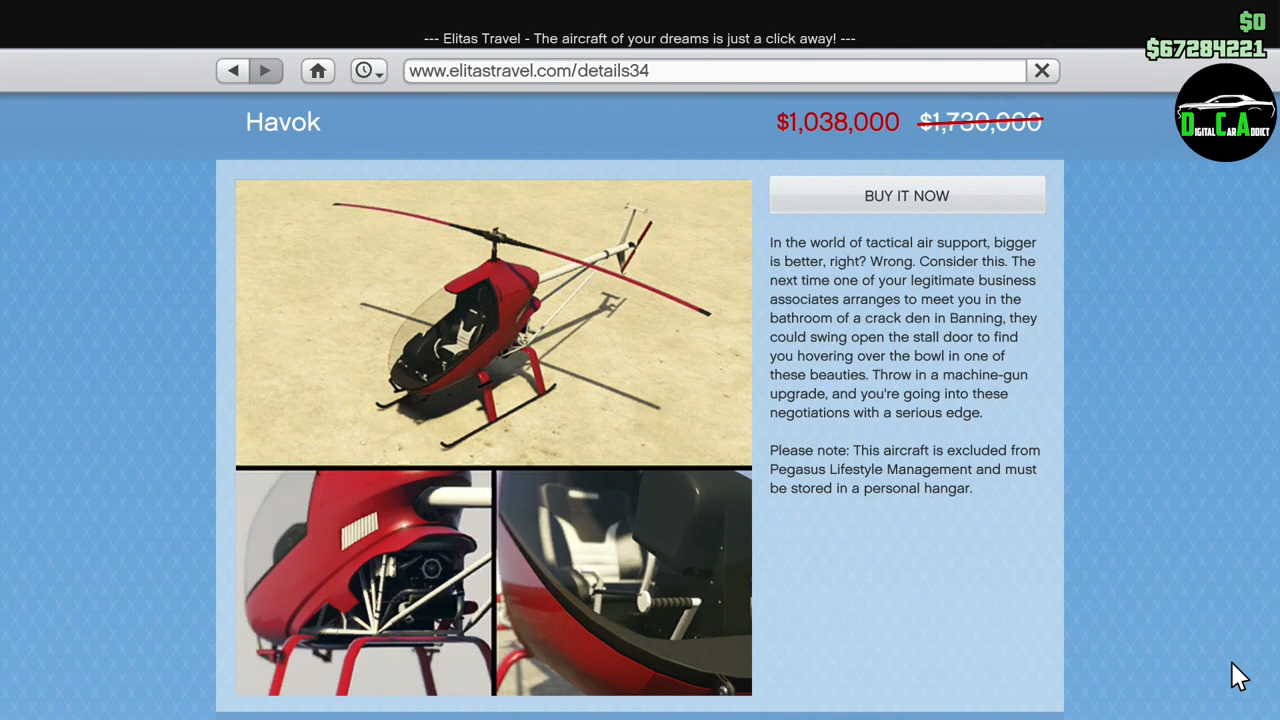 $0
--- Elitas Travel - The aircraft of your dreams is just a click away! ---
$67284221
www.elitastravel.com/details34
Havok
$1,038,000 $1,730,000
DIGITAL CAR ADDICT
BUY IT NOW
In the world of tactical air support, bigger
is better, right? Wrong. Consider this. The
next time one of your legitimate business
associates arranges to meet you in the
bathroom of a crack den in Banning, they
could swing open the stall door to find
you hovering over the bowl in one of
these beauties. Throw in a machine-gun
upgrade, and you're going into these
negotiations with a serious edge.
Please note: This aircraft is excluded from
Pegasus Lifestyle Management and must
be stored in a personal hangar.